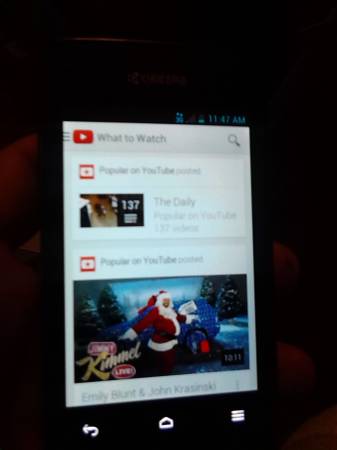 KYOCERA
11:47 AM
What to Watch
Popular on YouTube posted
137
The Daily
Popular on YouTube
137 videos
Popular on YouTube posted
JIMMY
Kimmel
LIVE!
10:11
Emily Blunt & John Krasinski